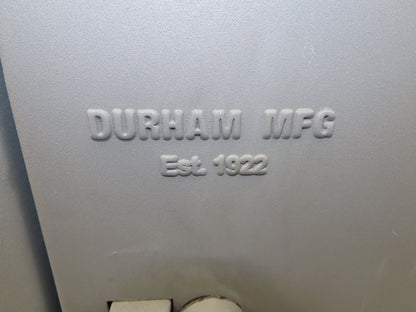 DURHAM MFG
Est. 1922